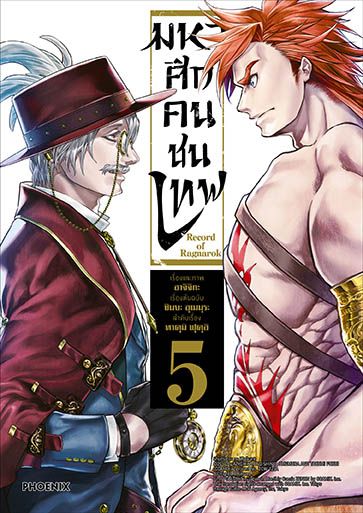 มหา
ศึก
คน
ชน
เทพ
Record
of
Ragnarok
เรื่องและภาพ
อาจิจิกะ
เรื่องต้นฉบับ
ชินยะ อุเมมุระ
ลำดับเรื่อง
ทาคุมิ ฟุคุอิ
5
PHOENIX